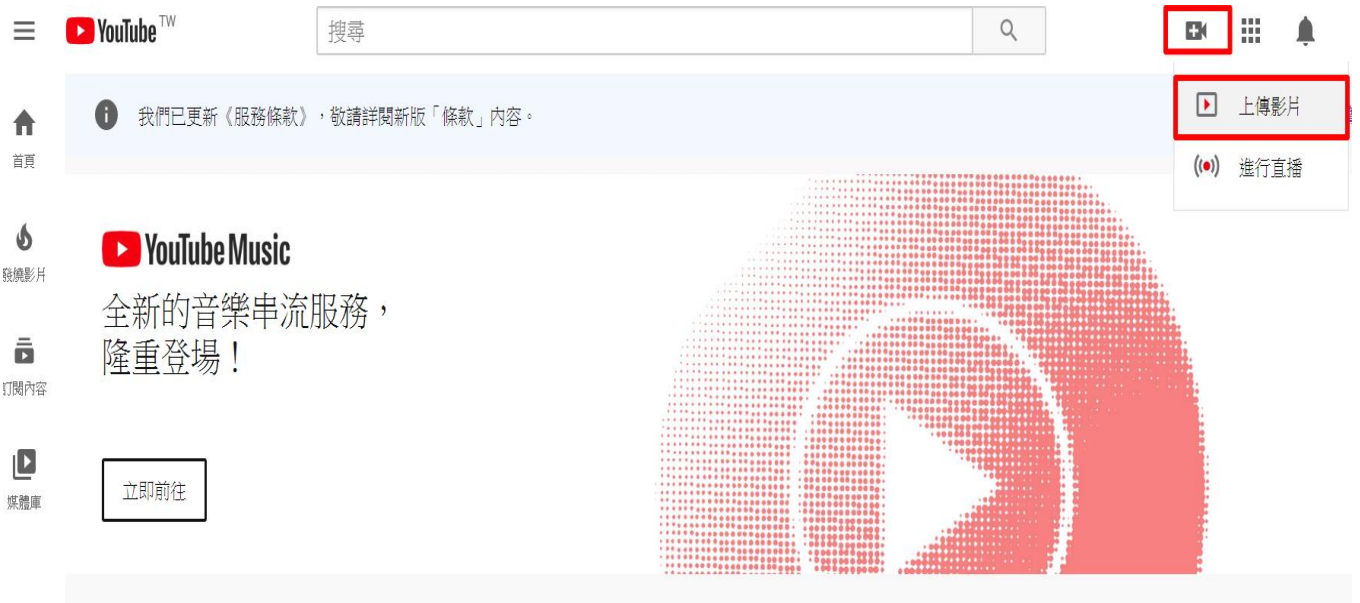 YouTube TW
搜尋
我們已更新《服務條款》，敬請詳閱新版「條款」內容。
上傳影片
進行直播
首頁
發燒影片
訂閱內容
媒體庫
YouTube Music
全新的音樂串流服務，
隆重登場！
立即前往